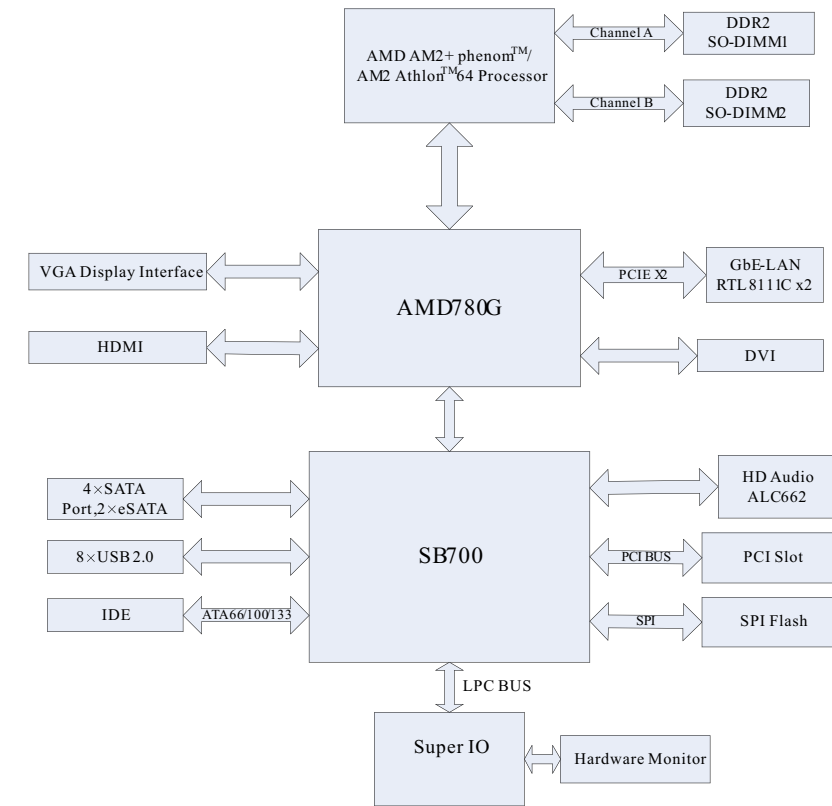 AMD AM2+ phenom™/
AM2 Athlon™64 Processor
Channel A
DDR2
SO-DIMM1
Channel B
DDR2
SO-DIMM2
VGA Display Interface
HDMI
AMD780G
PCIE X2
GbE-LAN
RTL8111C x2
DVI
4×SATA
Port,2×eSATA
8×USB 2.0
IDE
ATA66/100/133
SB700
HD Audio
ALC662
PCI BUS
PCI Slot
SPI
SPI Flash
LPC BUS
Super IO
Hardware Monitor